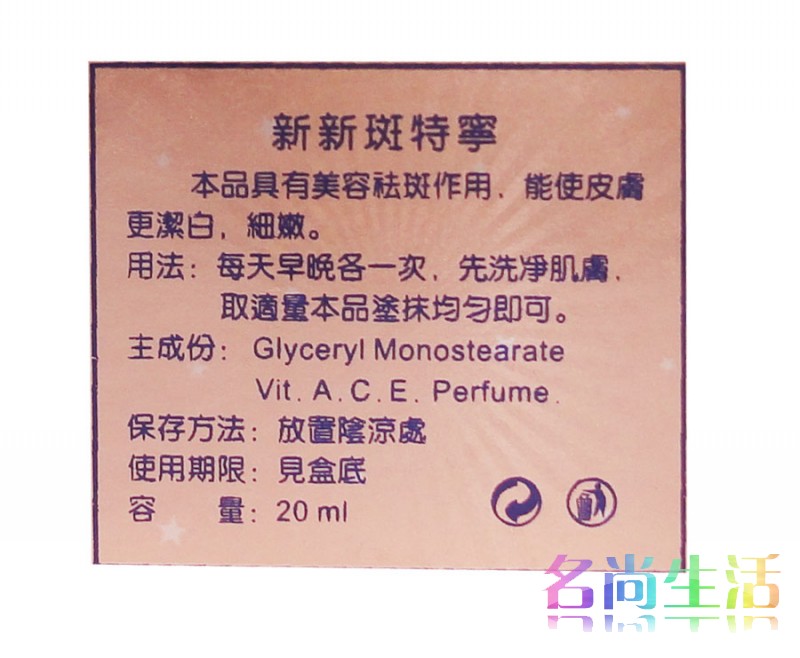 新新斑特寧
本品具有美容祛斑作用，能使皮膚
更潔白，細嫩。
用法：每天早晚各一次，先洗淨肌膚，
取適量本品塗抹均勻即可。
主成份：Glyceryl Monostearate
Vit. A. C. E. Perfume.
保存方法：放置陰涼處
使用期限：見盒底
容　量：20 ml
名尚生活